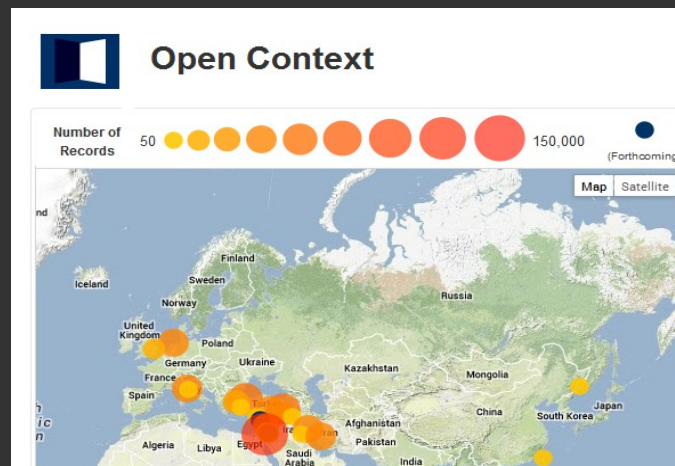 Open Context
Number of
Records
50
150,000
(Forthcoming
Map
Satellite
nd
Iceland
Finland
Sweden
Norway
Russia
United
Kingdom
Poland
Germany
Ukraine
France
Kazakhstan
Mongolia
Spain
China
Japan
South Korea
Afghanistan
Pakistan
Algeria
Libya
Egypt
Saudi
Arabia
India